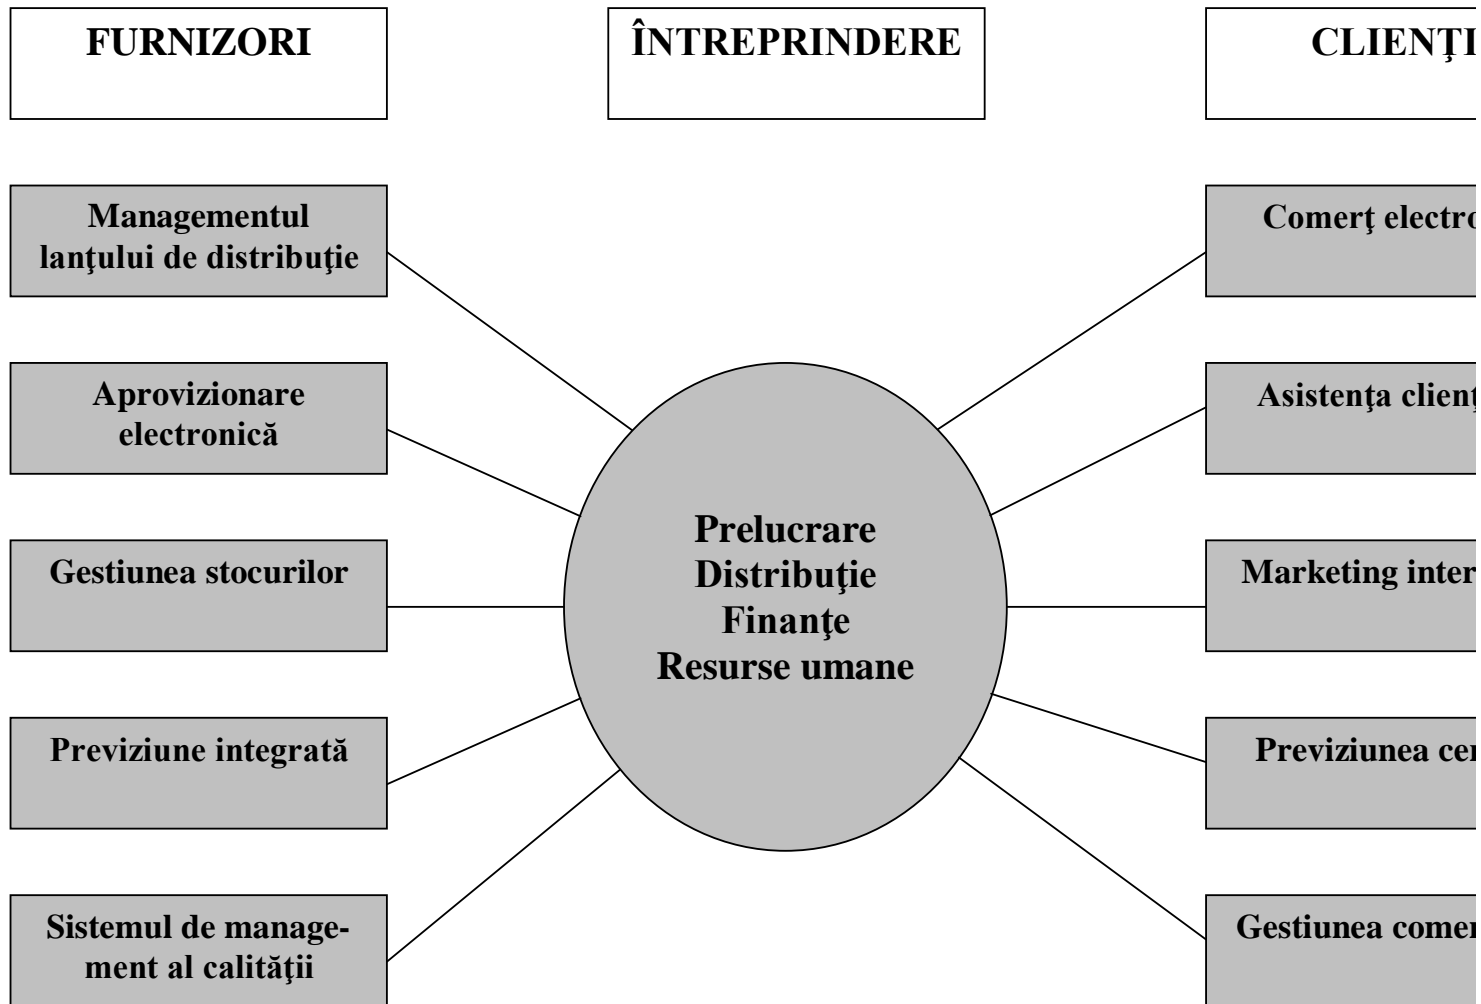 FURNIZORI
ÎNTREPRINDERE
CLIENŢI
Managementul
lanţului de distribuţie
Aprovizionare
electronică
Gestiunea stocurilor
Previziune integrată
Sistemul de manage-
ment al calităţii
Prelucrare
Distribuţie
Finanţe
Resurse umane
Comerţ
Asistenţa
Marketing
Previziunea
Gestiunea